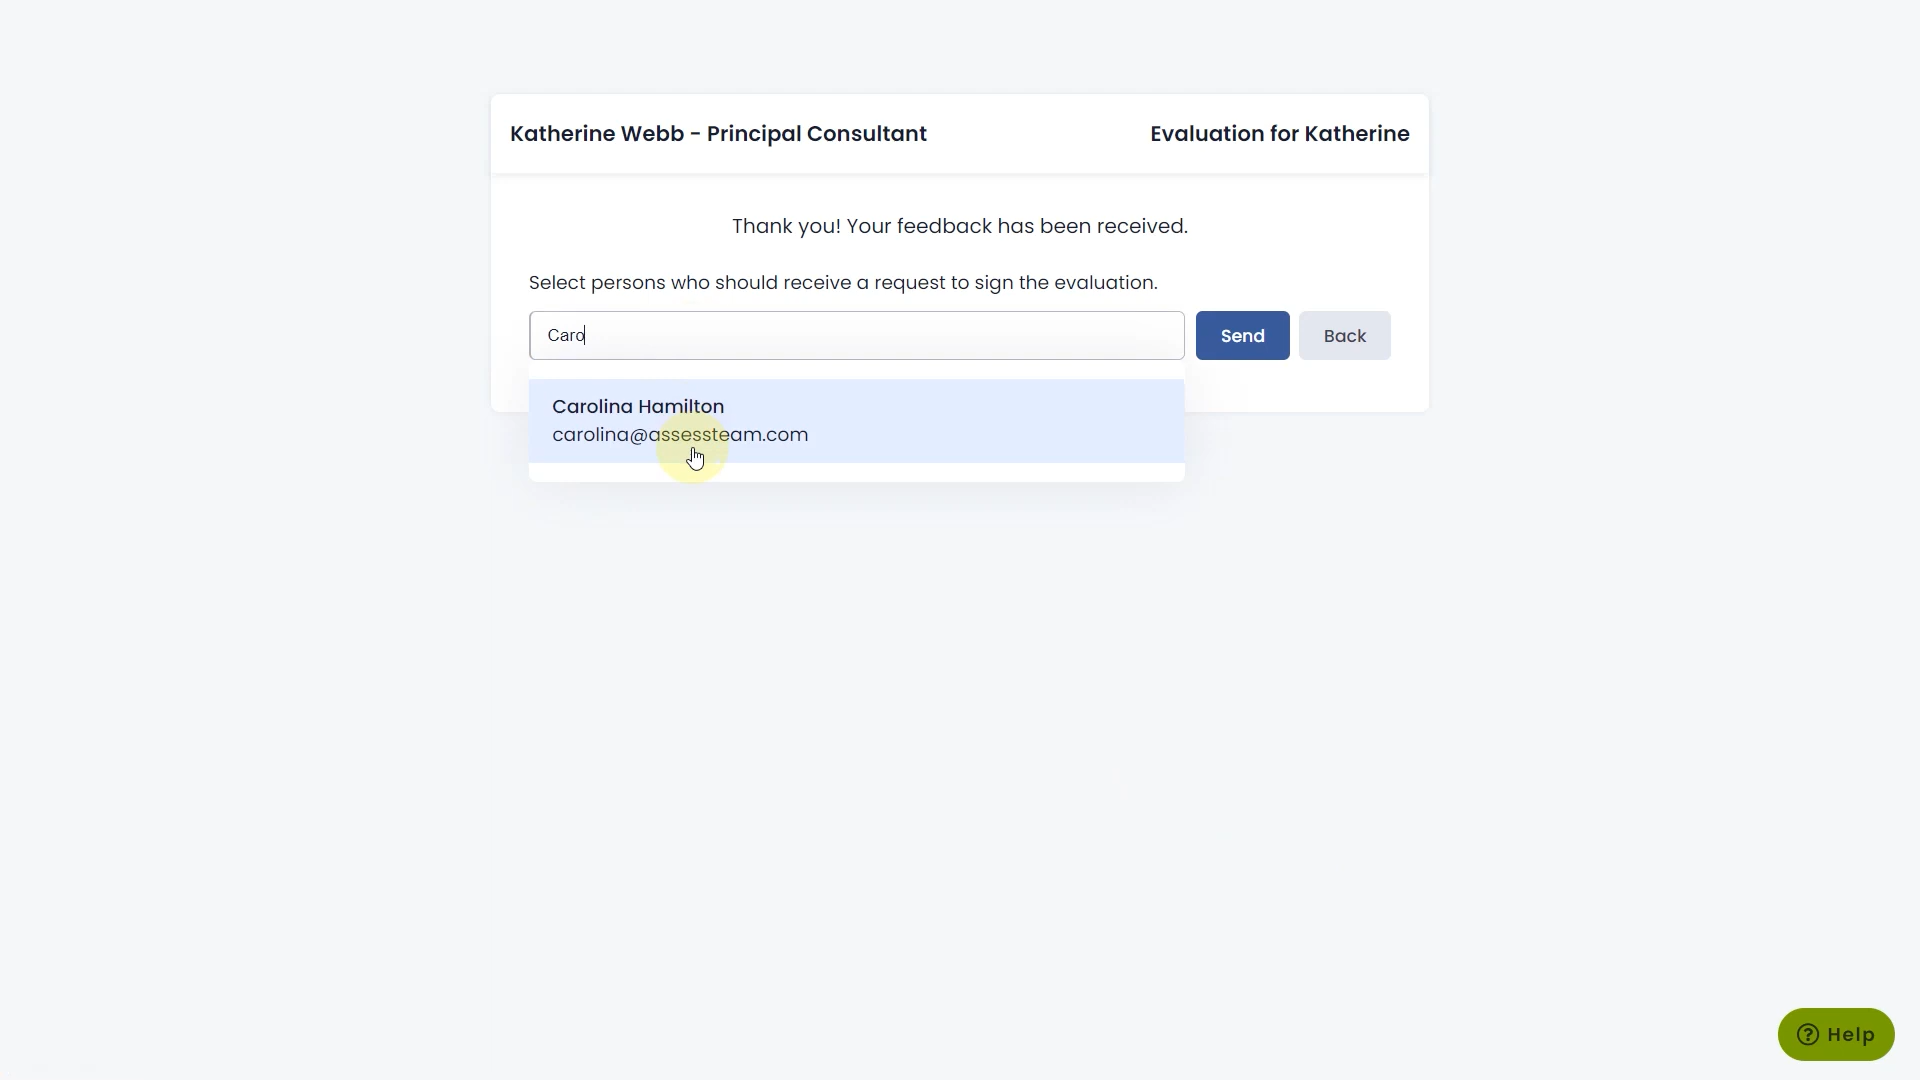 Katherine Webb - Principal Consultant
Evaluation for Katherine
Thank you! Your feedback has been received.
Select persons who should receive a request to sign the evaluation.
Caro
Send
Back
Carolina Hamilton
carolina@assessteam.com
Help